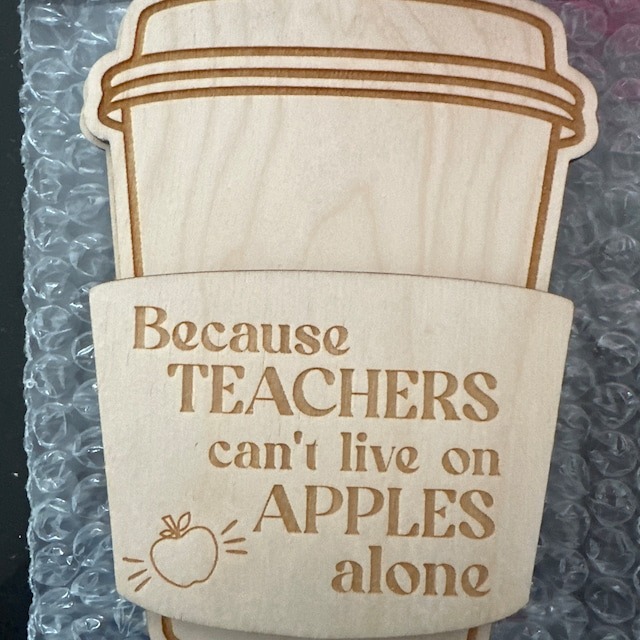 Because
TEACHERS
can't live on
APPLES
alone